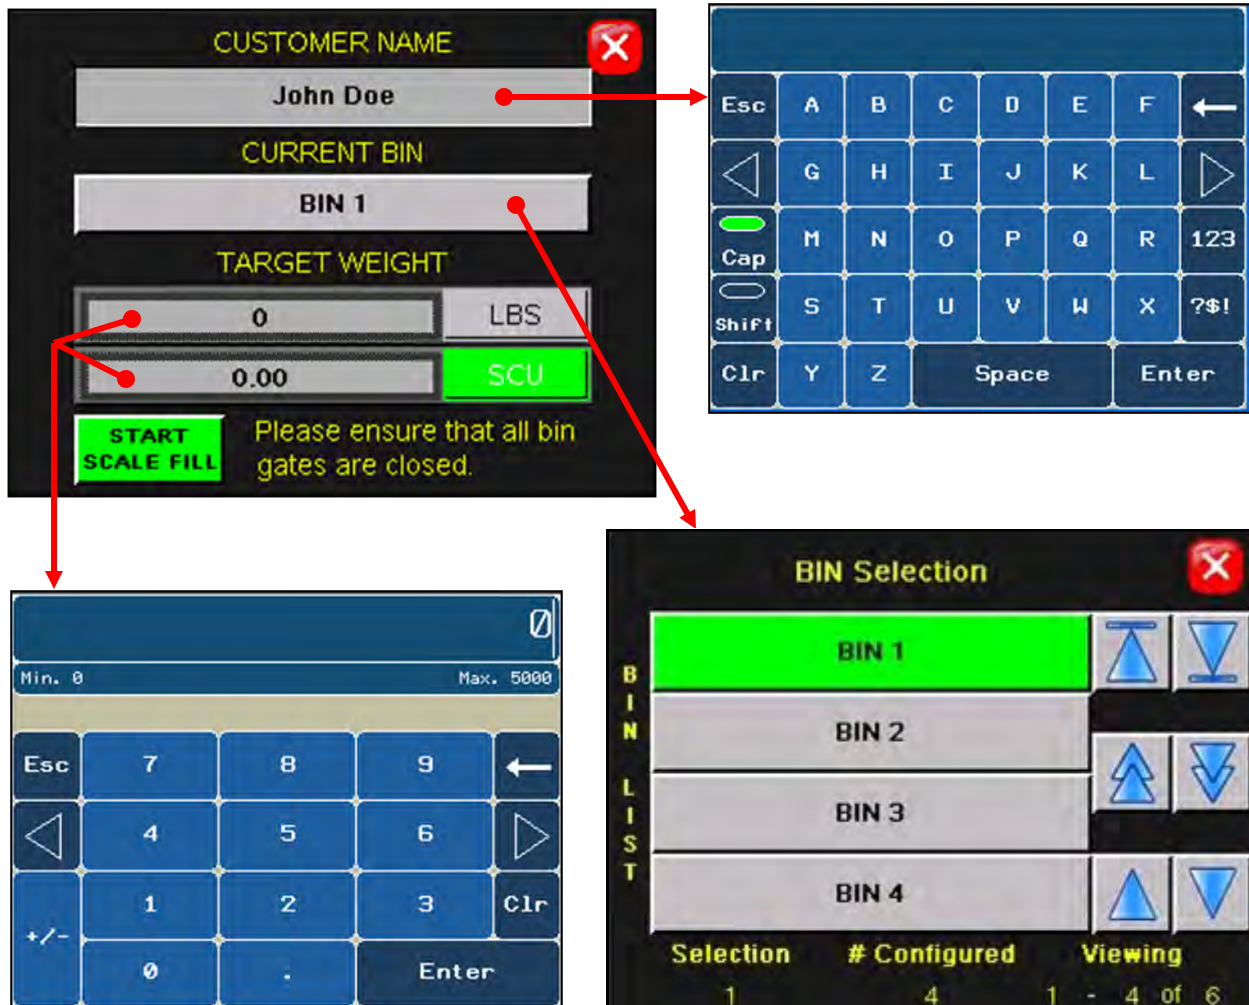 CUSTOMER NAME
John Doe
CURRENT BIN
BIN 1
TARGET WEIGHT
0 LBS
0.00 SCU
START
SCALE FILL
Please ensure that all bin
gates are closed.
Esc A B C D E F
G H I J K L
Cap M N O P Q R 123
Shift S T U V W X ?$!
Clr Y Z Space Enter
0
Min. 0 Max. 5000
Esc 7 8 9
4 5 6
+/- 1 2 3 Clr
0 . Enter
BIN Selection
BIN LIST
BIN 1
BIN 2
BIN 3
BIN 4
Selection # Configured Viewing
1 4 1 - 4 of 6